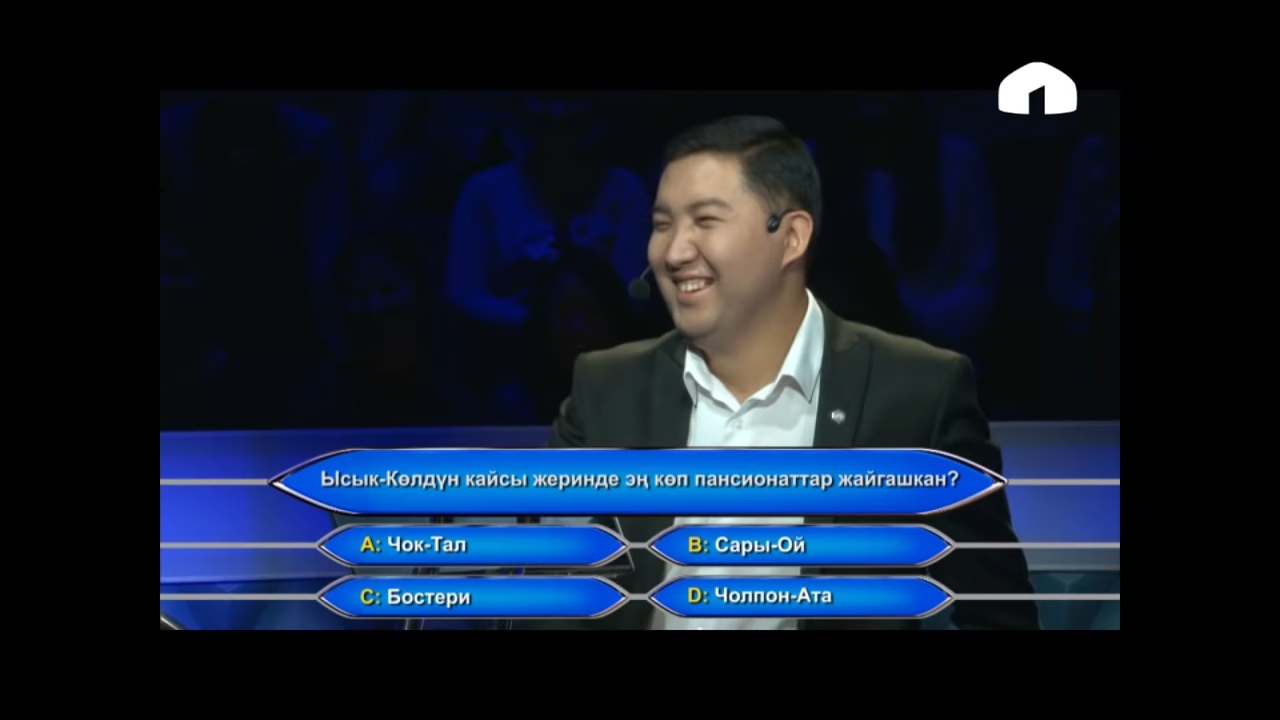 Ысык-Көлдүн кайсы жеринде эң көп пансионаттар жайгашкан?
A: Чок-Тал
B: Сары-Ой
C: Бостери
D: Чолпон-Ата